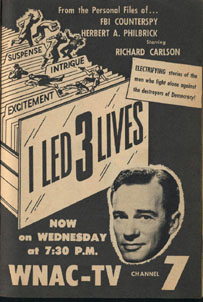 From the Personal Files of...
FBI COUNTERSPY
HERBERT A. PHILBRICK
Starring
RICHARD CARLSON
SUSPENSE
INTRIGUE
EXCITEMENT
ELECTRIFYING stories of the
men who fight alone against
the destroyers of Democracy!
I LED 3 LIVES
NOW
on WEDNESDAY
at 7:30 P.M.
WNAC-TV
CHANNEL 7